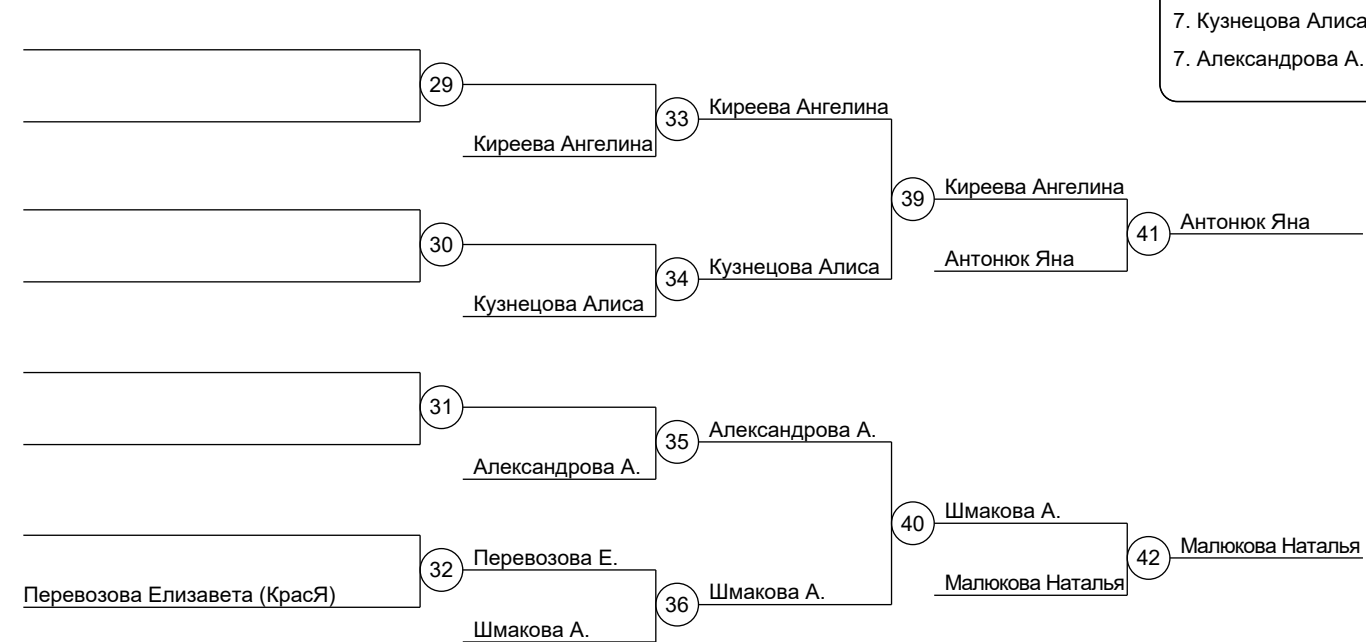 7. Кузнецова Алиса
7. Александрова А.
29
33
Киреева Ангелина
Киреева Ангелина
39
Киреева Ангелина
30
41
Антонюк Яна
34
Кузнецова Алиса
Антонюк Яна
Кузнецова Алиса
31
35
Александрова А.
Александрова А.
40
Шмакова А.
32
Перевозова Е.
42
Малюкова Наталья
Перевозова Елизавета (КрасЯ)
36
Шмакова А.
Малюкова Наталья
Шмакова А.